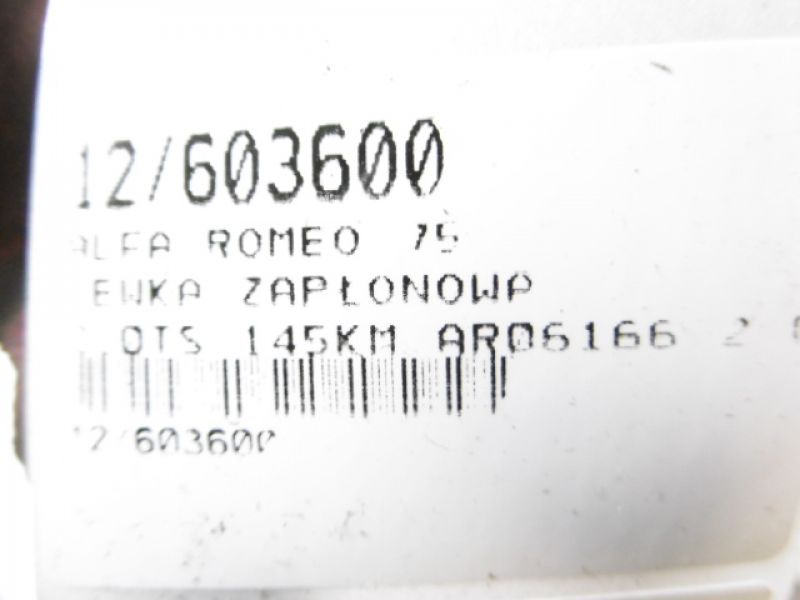 12/603600
ALFA ROMEO 75
EWKA ZAPŁONOWA
OTS 145KM AR06166 2
12/603600